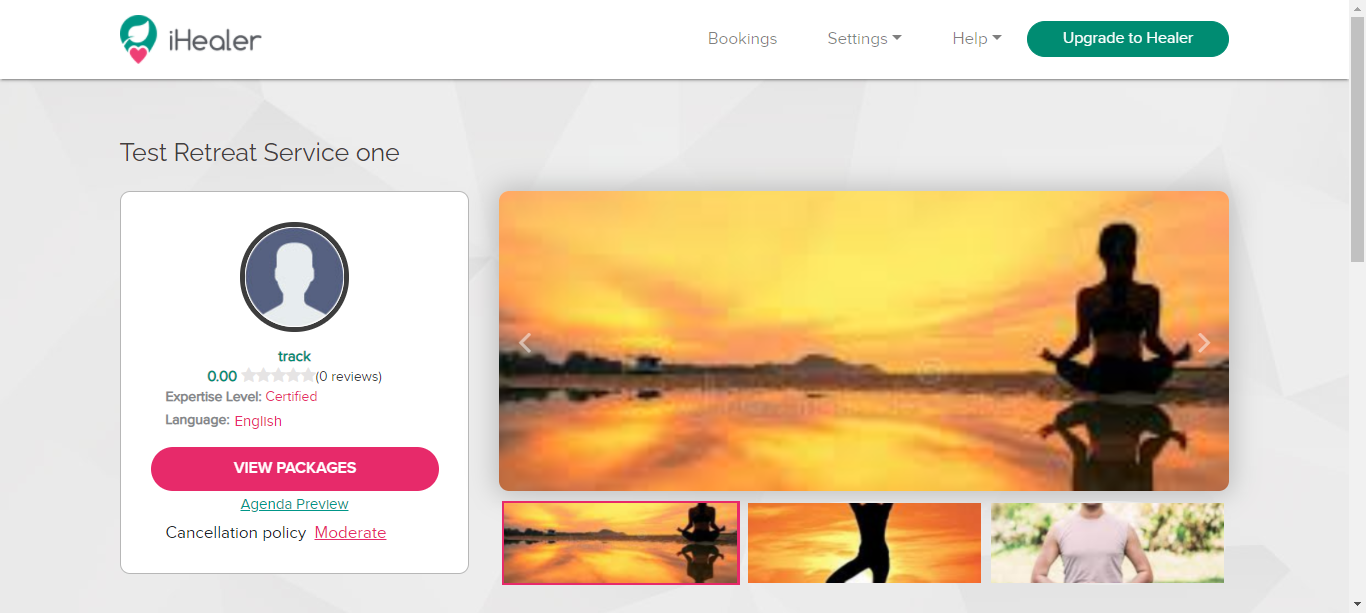 iHealer
Bookings
Settings
Help
Upgrade to Healer
Test Retreat Service one
track
0.00 (0 reviews)
Expertise Level: Certified
Language: English
VIEW PACKAGES
Agenda Preview
Cancellation policy Moderate